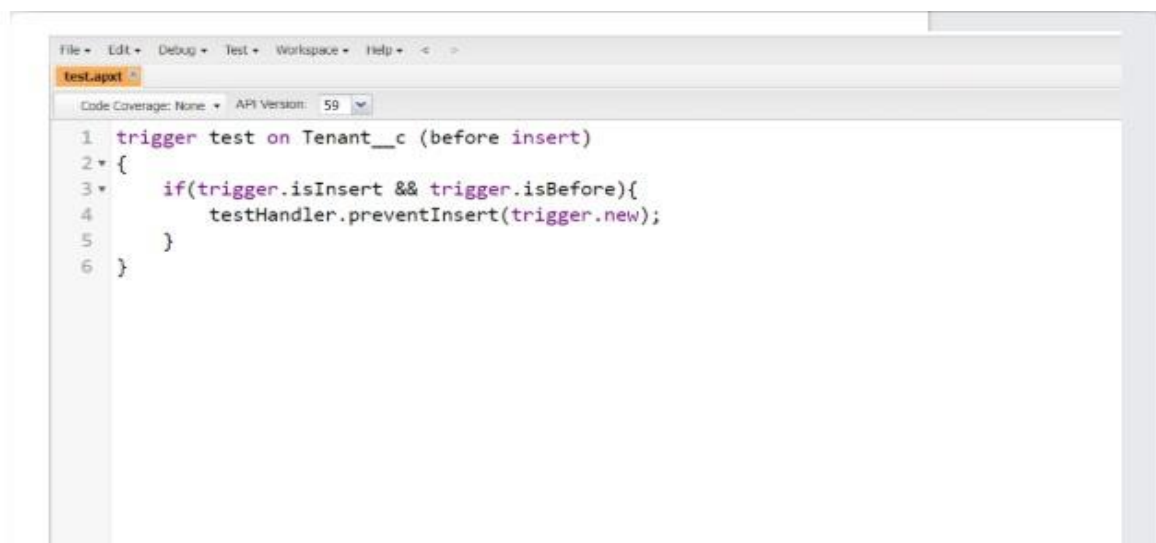 File Edit Debug Test Workspace Help < >
test.apxt
Code Coverage: None API Version: 59
1 trigger test on Tenant__c (before insert)
2 {
3 if(trigger.isInsert && trigger.isBefore){
4 testHandler.preventInsert(trigger.new);
5 }
6 }